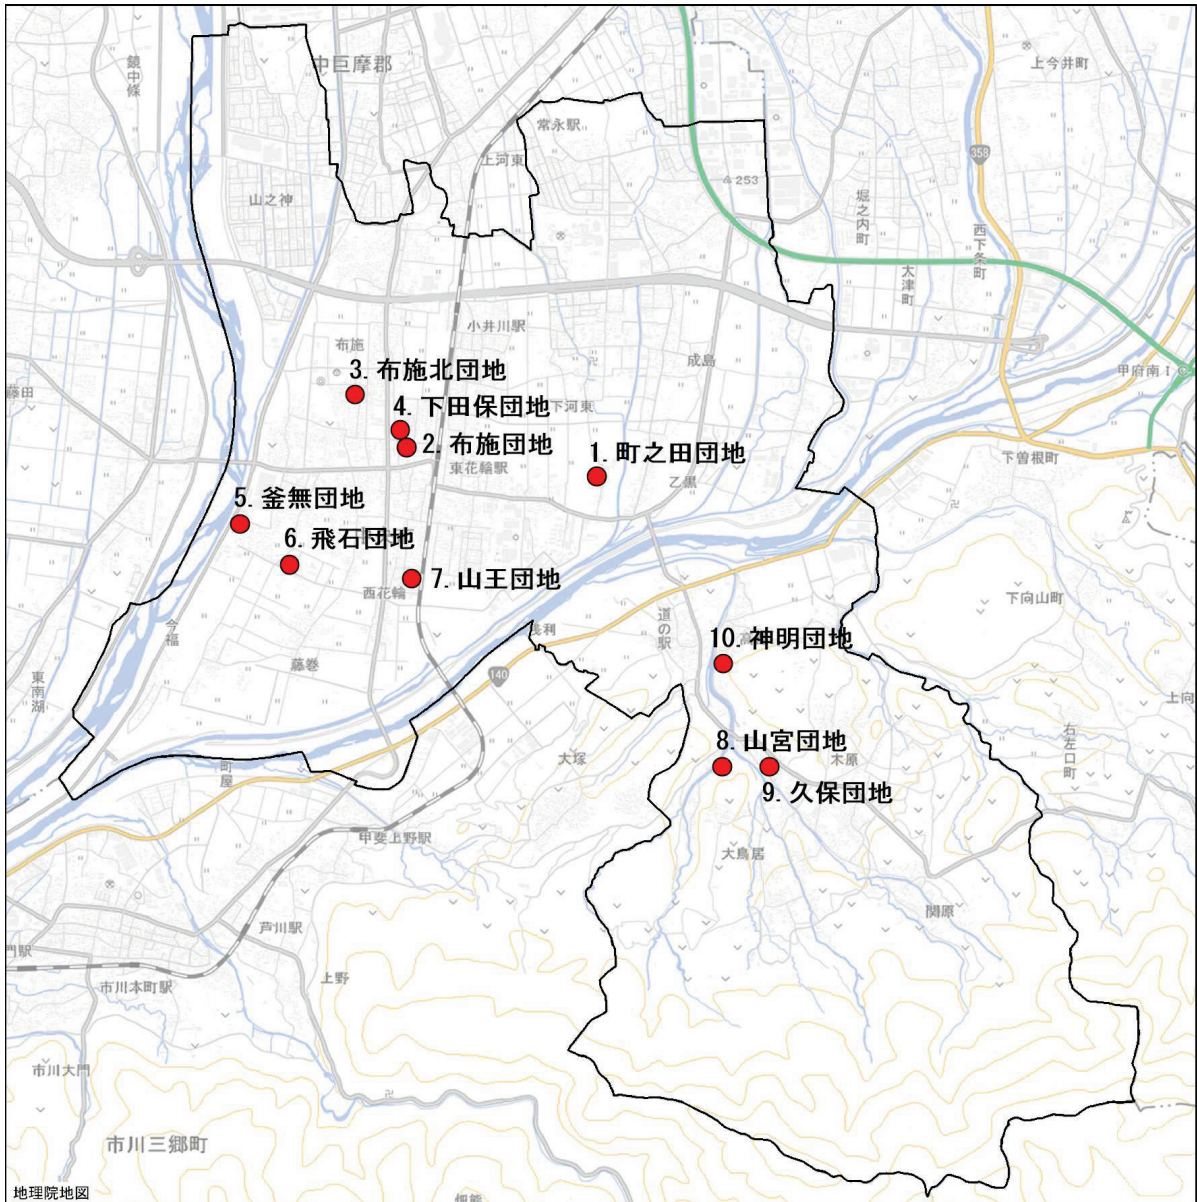 鏡中條
中巨摩郡
上今井町
常永駅
上河東
358
253
山之神
堀之内町
西下条町
大津町
小井川駅
布施
成島
3. 布施北団地
甲府南IC
藤田
4. 下田保団地
下河東
2. 布施団地
1. 町之田団地
東花輪駅
乙黒
下曽根町
5. 釜無団地
6. 飛石団地
7. 山王団地
西花輪
下向山町
今福
浅利
道の駅
10. 神明団地
藤巻
140
東南湖
上向
右左口町
8. 山宮団地
大塚
木原
9. 久保団地
町屋
甲斐上野駅
大鳥居
関原
芦川駅
門駅
上野
市川本町駅
市川大門
市川三郷町
地理院地図
畑熊